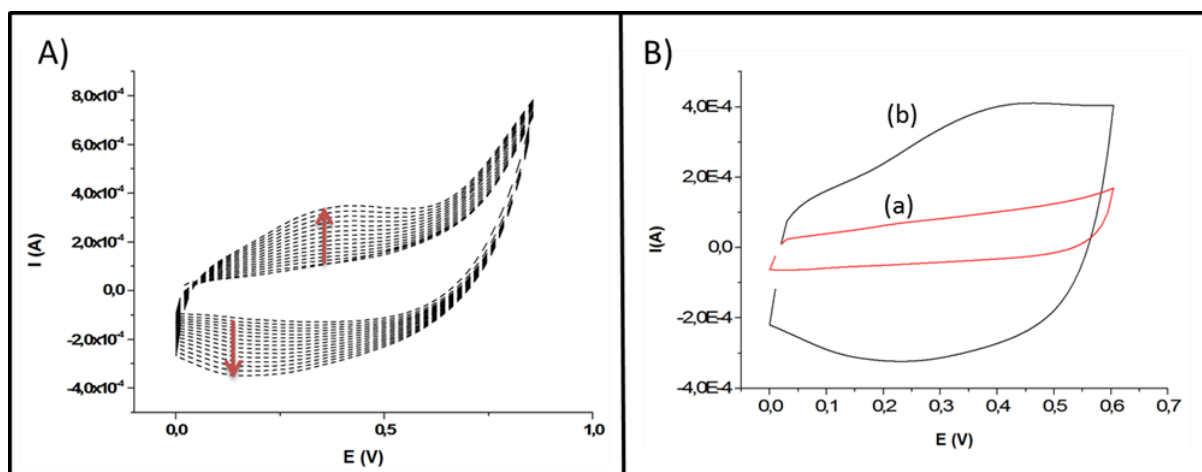 A)
8,0x10⁻⁴
6,0x10⁻⁴
4,0x10⁻⁴
2,0x10⁻⁴
0,0
-2,0x10⁻⁴
-4,0x10⁻⁴
I (A)
0,0
0,5
1,0
E (V)
B)
4,0E-4
2,0E-4
0,0
-2,0E-4
-4,0E-4
I(A)
(b)
(a)
0,0 0,1 0,2 0,3 0,4 0,5 0,6 0,7
E (V)